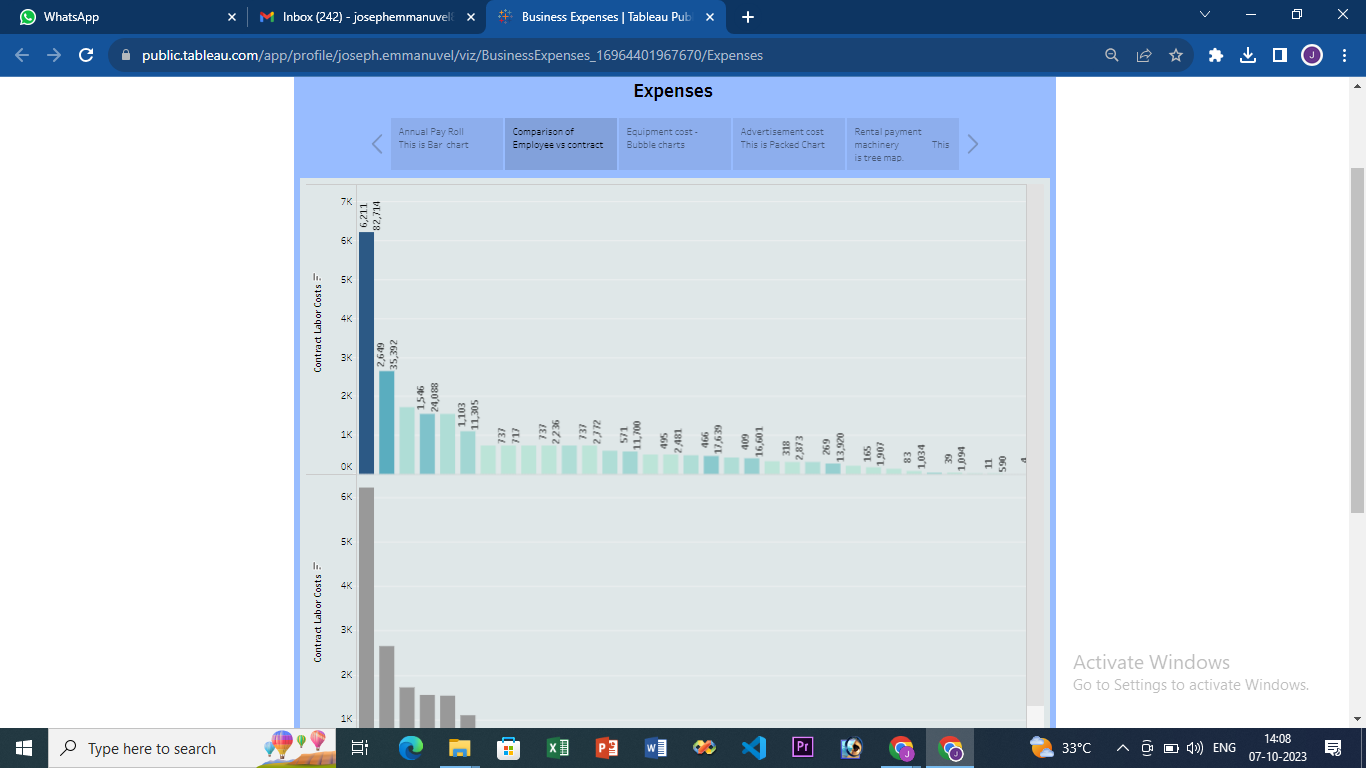 WhatsApp
Inbox (242) - josephemmanuvel
Business Expenses | Tableau Pub
public.tableau.com/app/profile/joseph.emmanuvel/viz/BusinessExpenses_16964401967670/Expenses
J
Expenses
Annual Pay Roll
This is Bar chart
Comparison of
Employee vs contract
Equipment cost -
Bubble charts
Advertisement cost
This is Packed Chart
Rental payment
machinery This
is tree map.
Contract Labor Costs
7K
6K
5K
4K
3K
2K
1K
0K
6,211
82,714
2,649
35,392
1,546
24,088
1,103
11,305
737
717
737
2,236
737
2,772
571
11,700
495
2,481
466
17,639
409
16,601
318
2,873
269
13,920
165
1,907
83
1,034
39
1,094
11
590
4
Contract Labor Costs
6K
5K
4K
3K
2K
1K
Activate Windows
Go to Settings to activate Windows.
Type here to search
Pr
J
J
33°C
ENG
14:08
07-10-2023